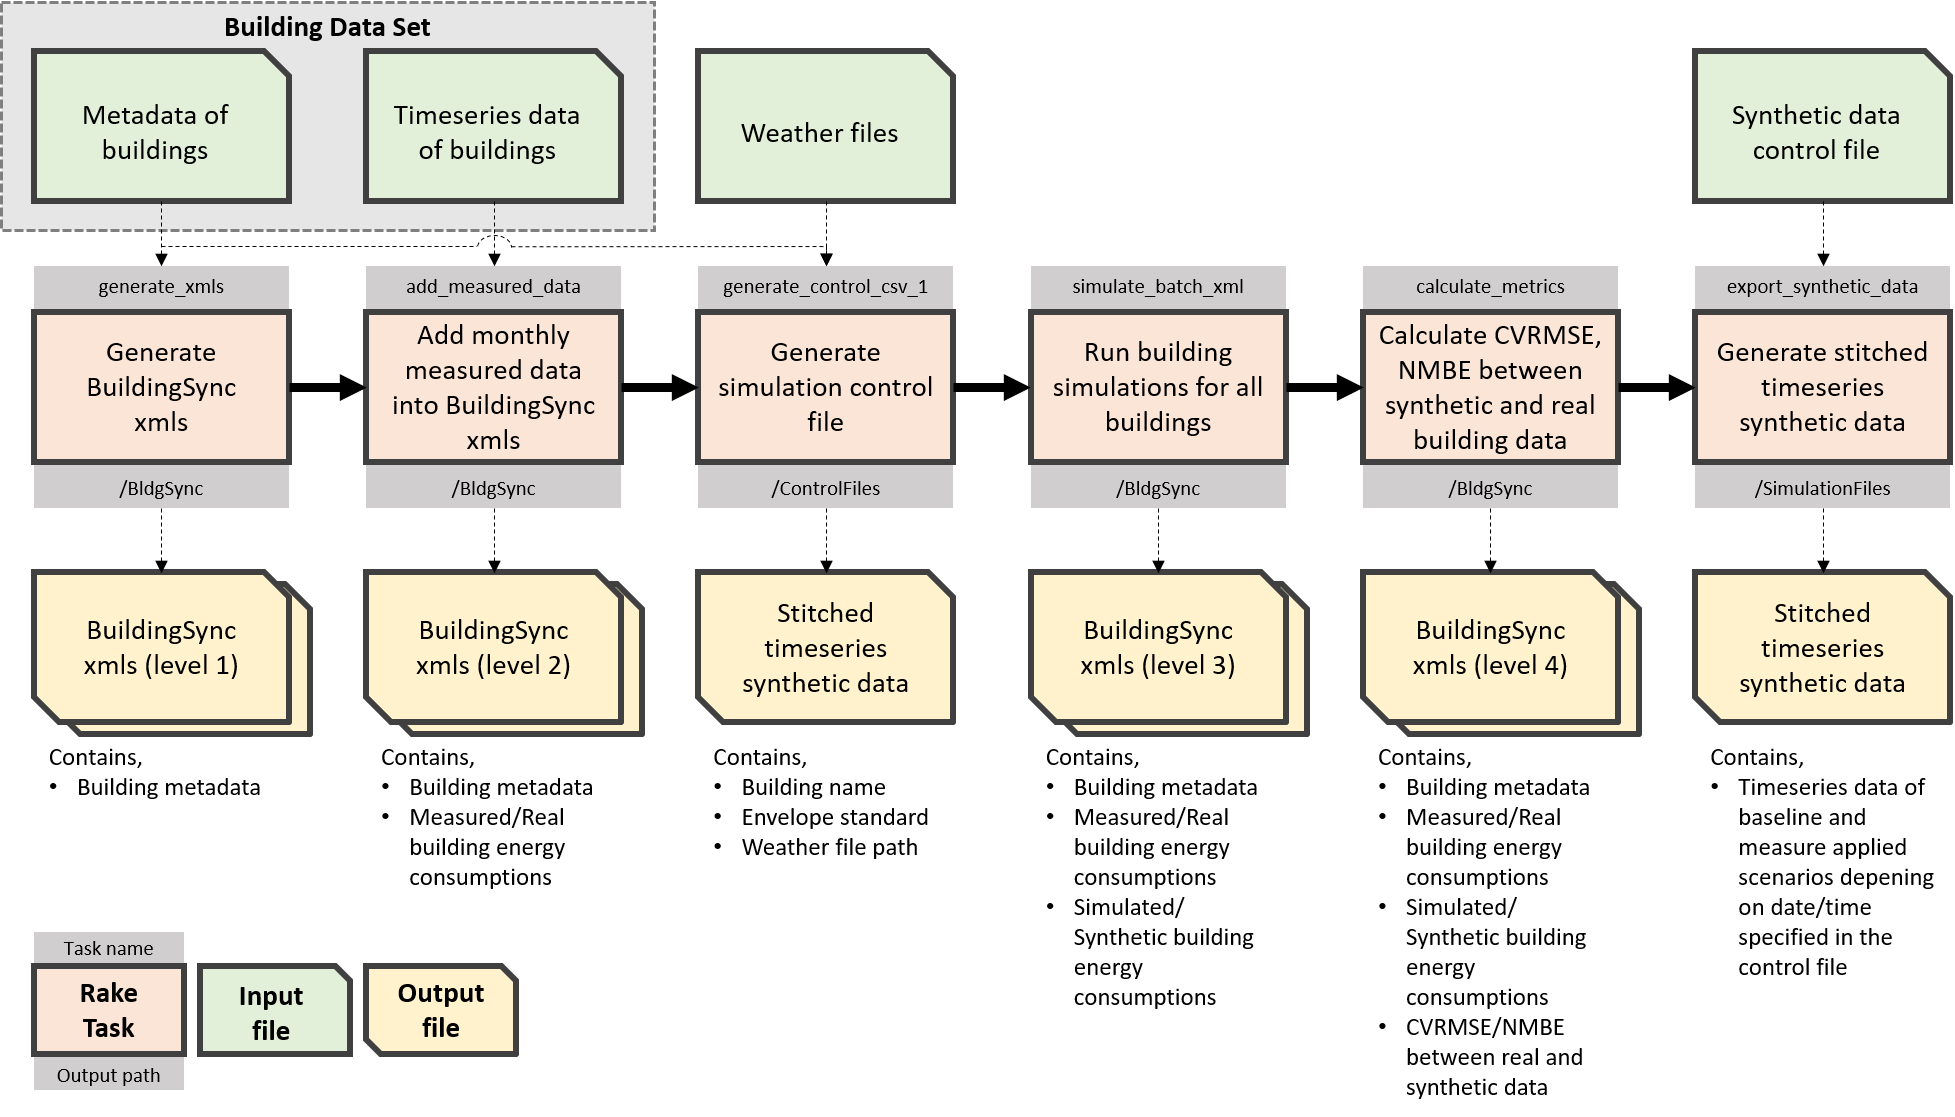 Building Data Set
Metadata of
buildings
Timeseries data
of buildings
Weather files
Synthetic data
control file
generate_xmls
Generate
BuildingSync
xmls
/BldgSync
add_measured_data
Add monthly
measured data
into BuildingSync
xmls
/BldgSync
generate_control_csv_1
Generate
simulation control
file
/ControlFiles
simulate_batch_xml
Run building
simulations for all
buildings
/BldgSync
calculate_metrics
Calculate CVRMSE,
NMBE between
synthetic and real
building data
/BldgSync
export_synthetic_data
Generate stitched
timeseries
synthetic data
/SimulationFiles
BuildingSync
xmls (level 1)
Contains,
• Building metadata
BuildingSync
xmls (level 2)
Contains,
• Building metadata
• Measured/Real
building energy
consumptions
Stitched
timeseries
synthetic data
Contains,
• Building name
• Envelope standard
• Weather file path
BuildingSync
xmls (level 3)
Contains,
• Building metadata
• Measured/Real
building energy
consumptions
• Simulated/
Synthetic building
energy
consumptions
BuildingSync
xmls (level 4)
Contains,
• Building metadata
• Measured/Real
building energy
consumptions
• Simulated/
Synthetic building
energy
consumptions
• CVRMSE/NMBE
between real and
synthetic data
Stitched
timeseries
synthetic data
Contains,
• Timeseries data of
baseline and
measure applied
scenarios depening
on date/time
specified in the
control file
Task name
Rake
Task
Output path
Input
file
Output
file